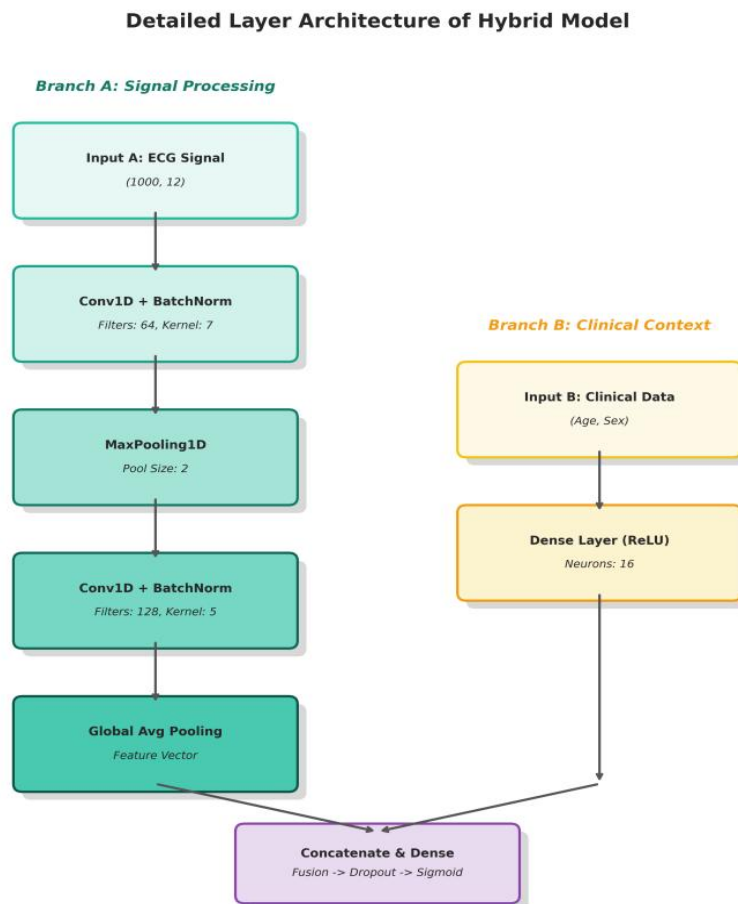 Detailed Layer Architecture of Hybrid Model
Branch A: Signal Processing
Input A: ECG Signal
(1000, 12)
Conv1D + BatchNorm
Filters: 64, Kernel: 7
MaxPooling1D
Pool Size: 2
Conv1D + BatchNorm
Filters: 128, Kernel: 5
Global Avg Pooling
Feature Vector
Branch B: Clinical Context
Input B: Clinical Data
(Age, Sex)
Dense Layer (ReLU)
Neurons: 16
Concatenate & Dense
Fusion -> Dropout -> Sigmoid